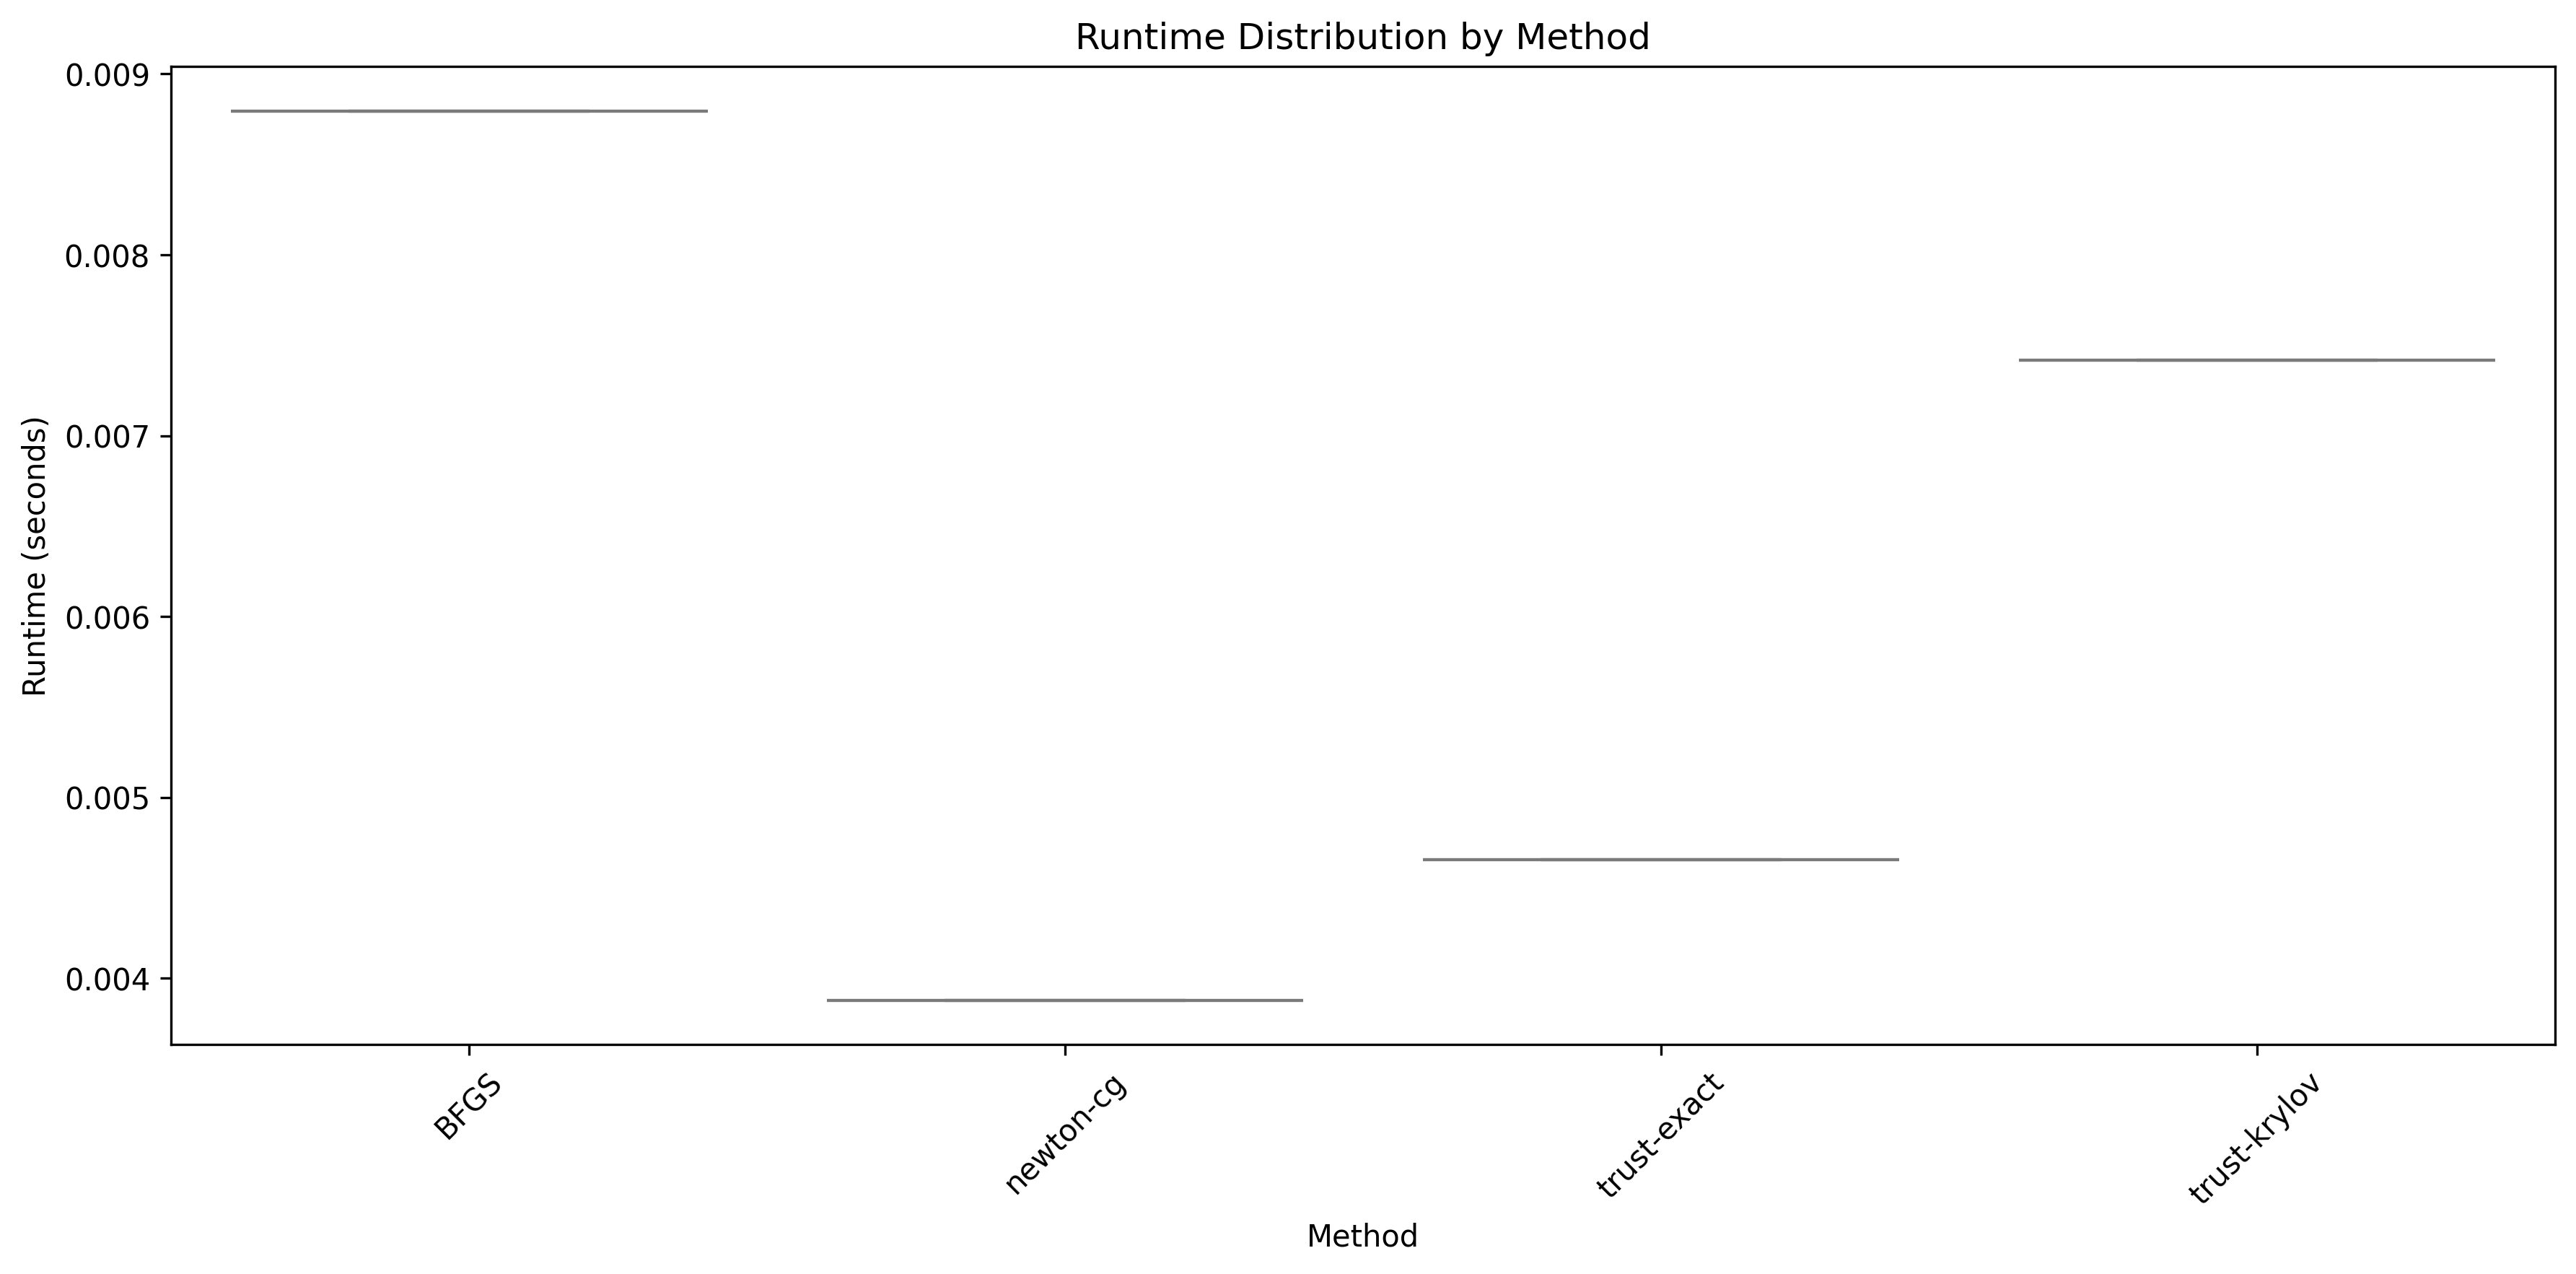 Runtime Distribution by Method
Runtime (seconds)
0.009
0.008
0.007
0.006
0.005
0.004
BFGS
newton-cg
trust-exact
trust-krylov
Method